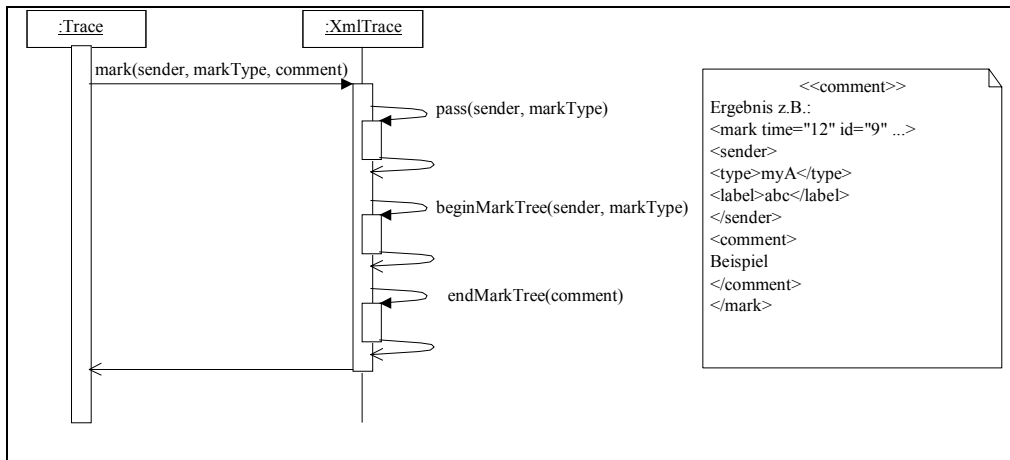 :Trace
:XmlTrace
mark(sender, markType, comment)
pass(sender, markType)
beginMarkTree(sender, markType)
endMarkTree(comment)
<<comment>>
Ergebnis z.B.:
<mark time="12" id="9" ...>
<sender>
<type>myA</type>
<label>abc</label>
</sender>
<comment>
Beispiel
</comment>
</mark>